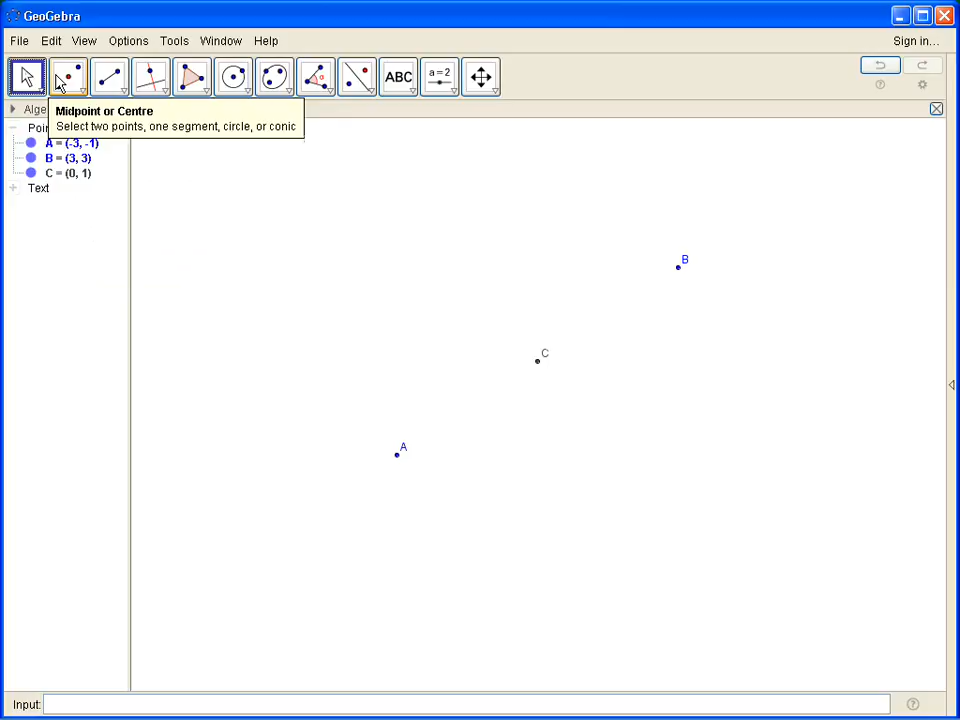 GeoGebra
File Edit View Options Tools Window Help Sign in...
ABC a=2
Midpoint or Centre
Select two points, one segment, circle, or conic
Alge
Poi
A = (-3, -1)
B = (3, 3)
C = (0, 1)
Text
B
C
A
Input: